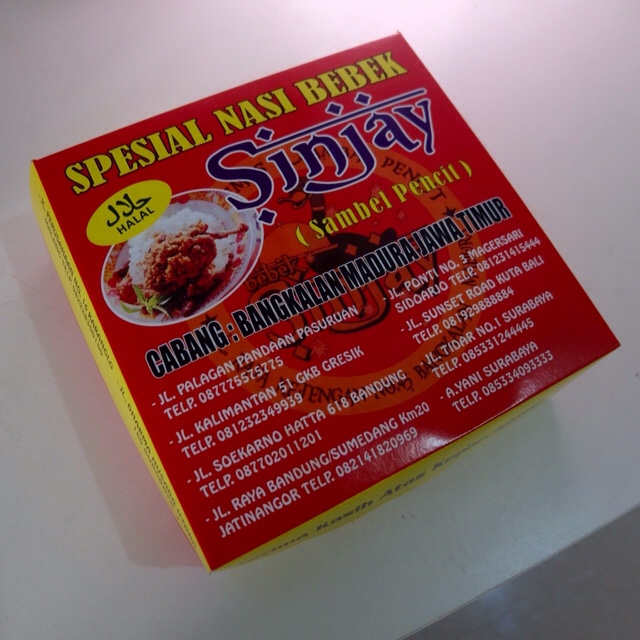 SPESIAL NASI BEBEK
Sinjay
(Sambel Pencit)
حلال
HALAL
CABANG : BANGKALAN MADURA JAWA TIMUR
- JL. PALAGAN PANDAAN PASURUAN
TELP. 087775575775
- JL. KALIMANTAN 51 GKB GRESIK
TELP. 081232349939
- JL. SOEKARNO HATTA 618 BANDUNG
TELP. 087702011201
- JL. RAYA BANDUNG/SUMEDANG Km20
JATINANGOR TELP. 082141820969
- JL. PONTI NO. 3 MAGERSARI
SIDOARJO TELP. 081231415444
- JL. SUNSET ROAD KUTA BALI
TELP. 081929888884
- JL. TIDAR NO.1 SURABAYA
TELP. 085331244445
- A.YANI SURABAYA
TELP. 085334093333
Kasih Atas